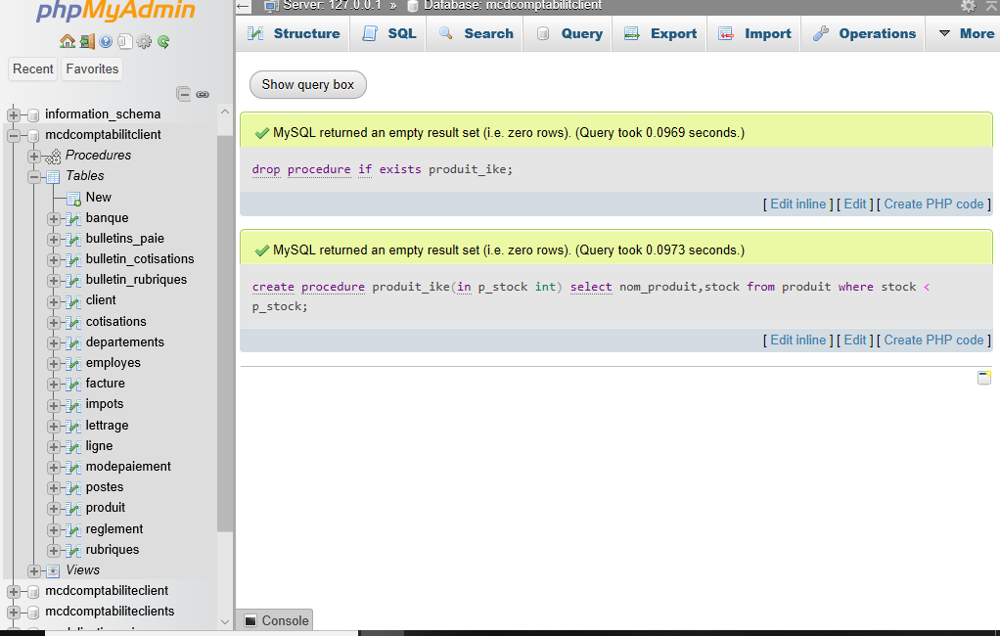 phpMyAdmin
Recent
Favorites
information_schema
mcdcomptabilitclient
Procedures
Tables
New
banque
bulletins_paie
bulletin_cotisations
bulletin_rubriques
client
cotisations
departements
employes
facture
impots
lettrage
ligne
modepaiement
postes
produit
reglement
rubriques
Views
mcdcomptabiliteclient
mcdcomptabiliteclients
Server: 127.0.0.1 » Database: mcdcomptabilitclient
Structure SQL Search Query Export Import Operations More
Show query box
MySQL returned an empty result set (i.e. zero rows). (Query took 0.0969 seconds.)
drop procedure if exists produit_ike;
[ Edit inline ] [ Edit ] [ Create PHP code ]
MySQL returned an empty result set (i.e. zero rows). (Query took 0.0973 seconds.)
create procedure produit_ike(in p_stock int) select nom_produit,stock from produit where stock <
p_stock;
[ Edit inline ] [ Edit ] [ Create PHP code ]
Console